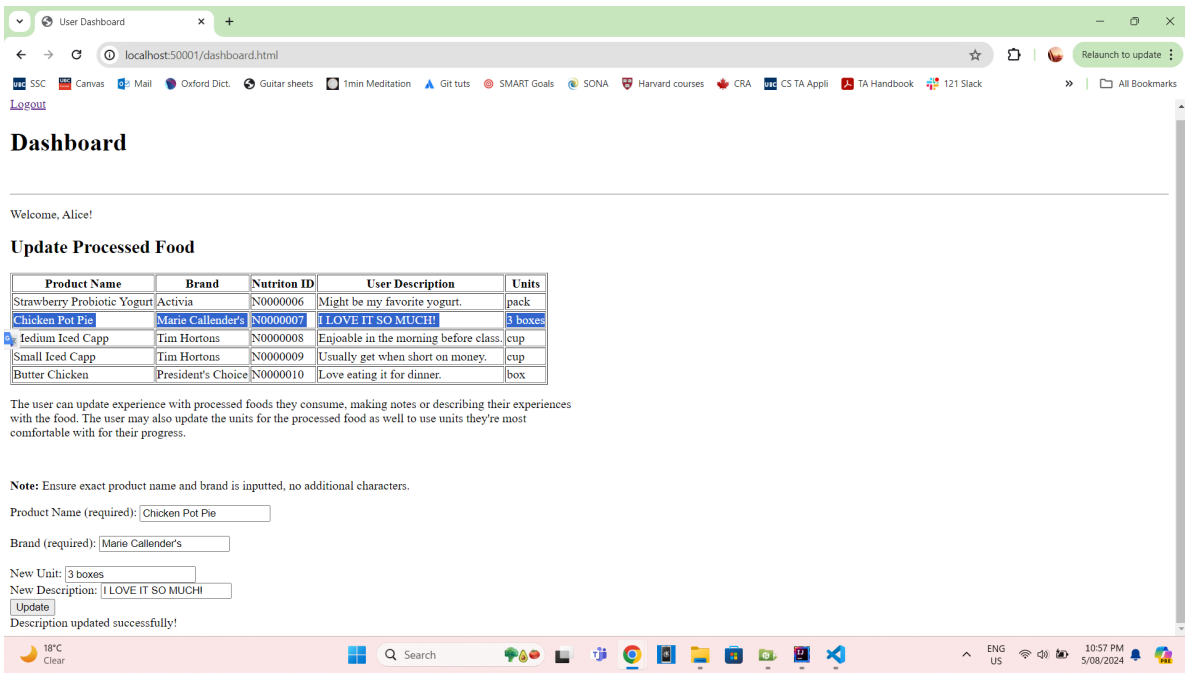 User Dashboard
localhost:50001/dashboard.html
Relaunch to update
UBC SSC UBC Canvas Mail Oxford Dict. Guitar sheets 1min Meditation Git tuts SMART Goals SONA Harvard courses CRA UBC CS TA Appli TA Handbook 121 Slack » All Bookmarks
Logout
Dashboard
Welcome, Alice!
Update Processed Food
Product Name Brand Nutriton ID User Description Units
Strawberry Probiotic Yogurt Activia N0000006 Might be my favorite yogurt. pack
Chicken Pot Pie Marie Callender's N0000007 I LOVE IT SO MUCH! 3 boxes
Medium Iced Capp Tim Hortons N0000008 Enjoable in the morning before class. cup
Small Iced Capp Tim Hortons N0000009 Usually get when short on money. cup
Butter Chicken President's Choice N0000010 Love eating it for dinner. box
The user can update experience with processed foods they consume, making notes or describing their experiences
with the food. The user may also update the units for the processed food as well to use units they're most
comfortable with for their progress.
Note: Ensure exact product name and brand is inputted, no additional characters.
Product Name (required): Chicken Pot Pie
Brand (required): Marie Callender's
New Unit: 3 boxes
New Description: I LOVE IT SO MUCH!
Update
Description updated successfully!
18°C
Clear
Search
ENG
US
10:57 PM
5/08/2024
PRE